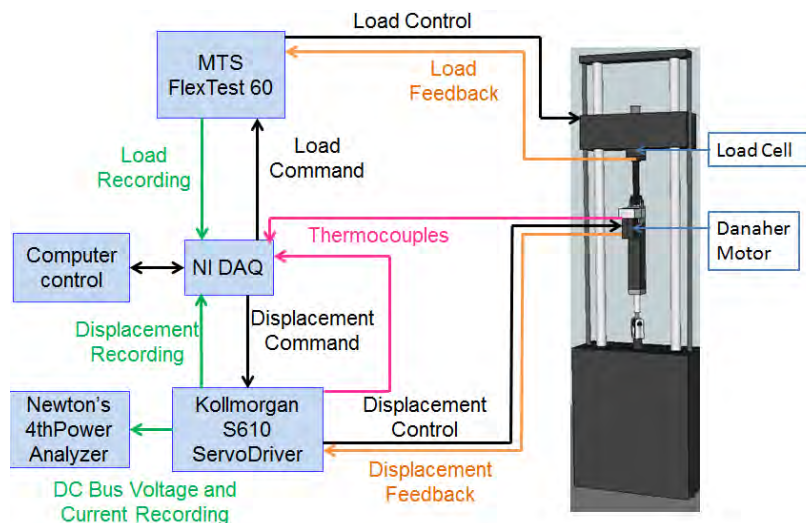 Load Control
MTS
FlexTest 60
Load
Feedback
Load Cell
Load
Recording
Load
Command
Thermocouples
Danaher
Motor
Computer
control
NI DAQ
Displacement
Recording
Displacement
Command
Newton's
4thPower
Analyzer
Kollmorgan
S610
ServoDriver
Displacement
Control
Displacement
Feedback
DC Bus Voltage and
Current Recording